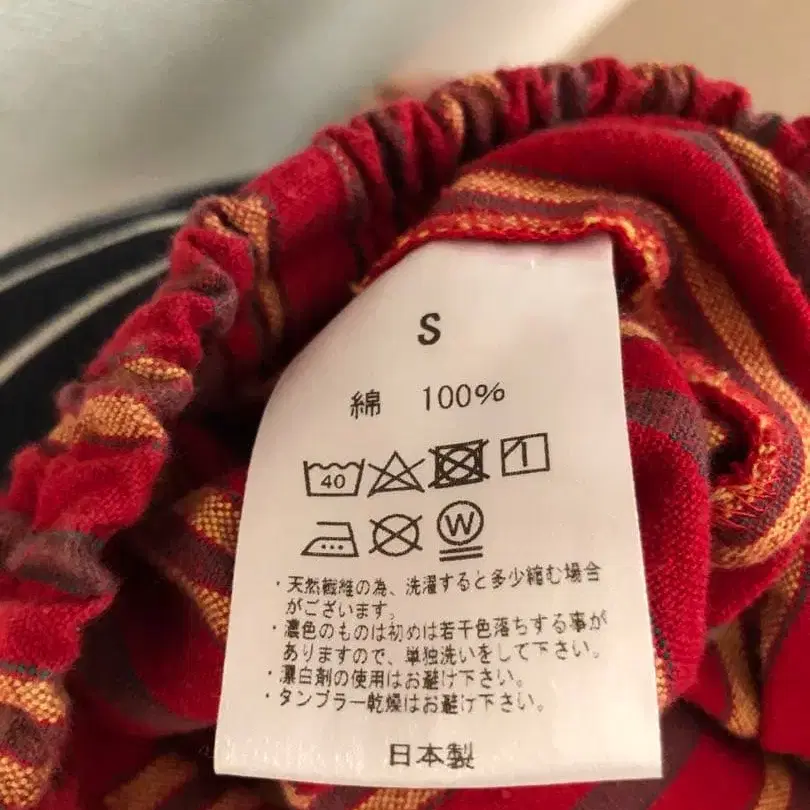 S
綿 100%
40
W
・天然繊維の為、洗濯すると多少縮む場合
がございます。
・濃色のものは初めは若干色落ちする事が
ありますので、単独洗いをして下さい。
・漂白剤の使用はお避け下さい。
・タンブラー乾燥はお避け下さい。
日本製